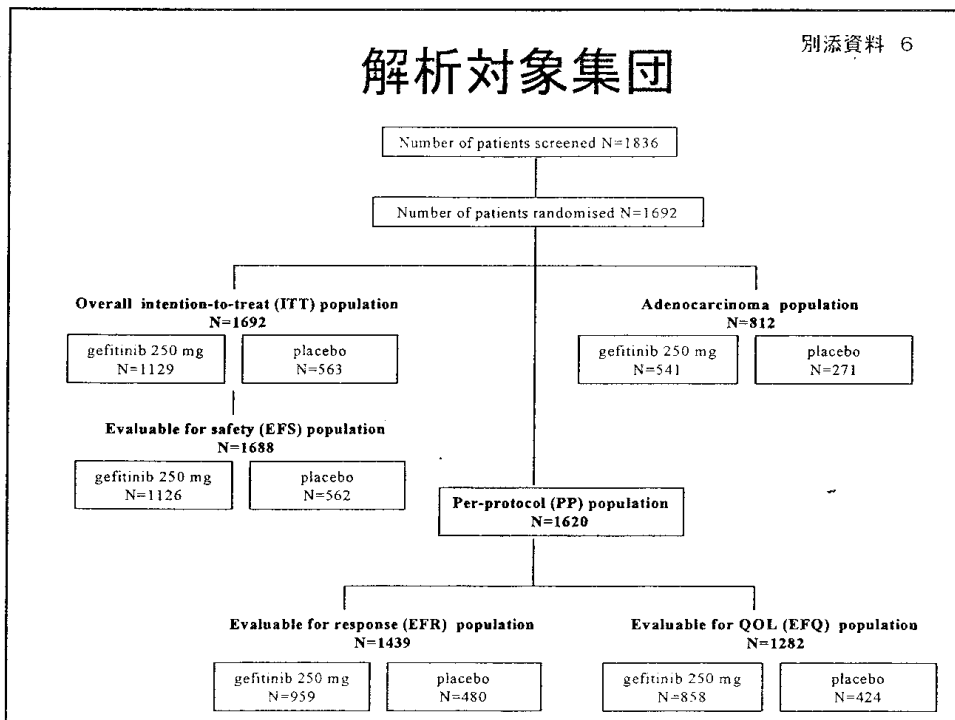 別添資料 6
解析対象集団
Number of patients screened N=1836
Number of patients randomised N=1692
Overall intention-to-treat (ITT) population
N=1692
gefitinib 250 mg
N=1129
placebo
N=563
Adenocarcinoma population
N=812
gefitinib 250 mg
N=541
placebo
N=271
Evaluable for safety (EFS) population
N=1688
gefitinib 250 mg
N=1126
placebo
N=562
Per-protocol (PP) population
N=1620
Evaluable for response (EFR) population
N=1439
gefitinib 250 mg
N=959
placebo
N=480
Evaluable for QOL (EFQ) population
N=1282
gefitinib 250 mg
N=858
placebo
N=424